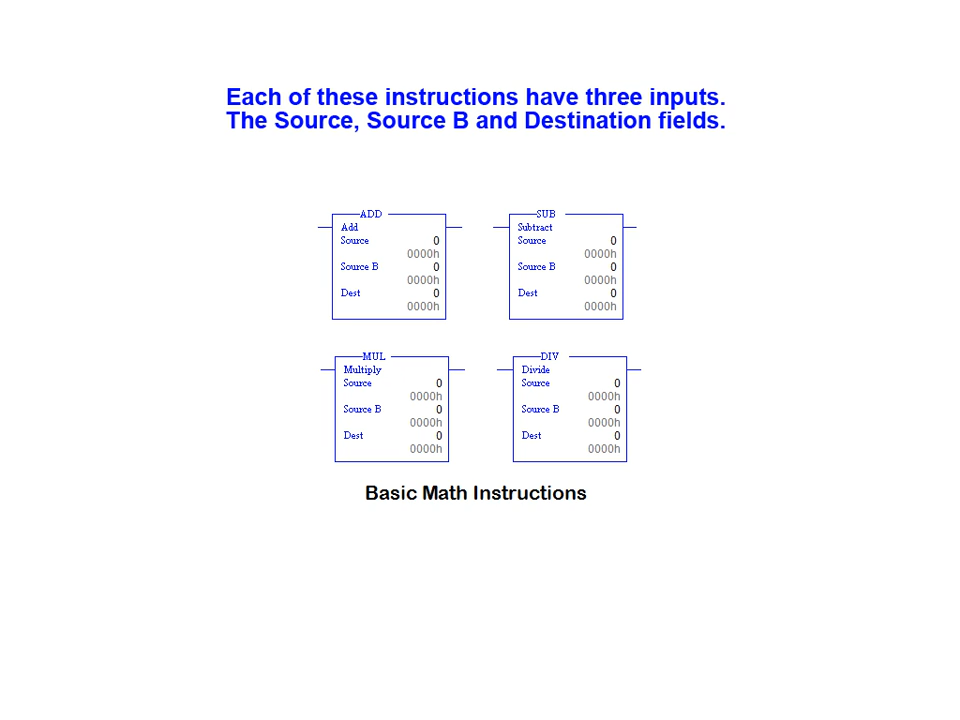 Each of these instructions have three inputs.
The Source, Source B and Destination fields.
ADD
Add
Source 0
0000h
Source B 0
0000h
Dest 0
0000h
SUB
Subtract
Source 0
0000h
Source B 0
0000h
Dest 0
0000h
MUL
Multiply
Source 0
0000h
Source B 0
0000h
Dest 0
0000h
DIV
Divide
Source 0
0000h
Source B 0
0000h
Dest 0
0000h
Basic Math Instructions